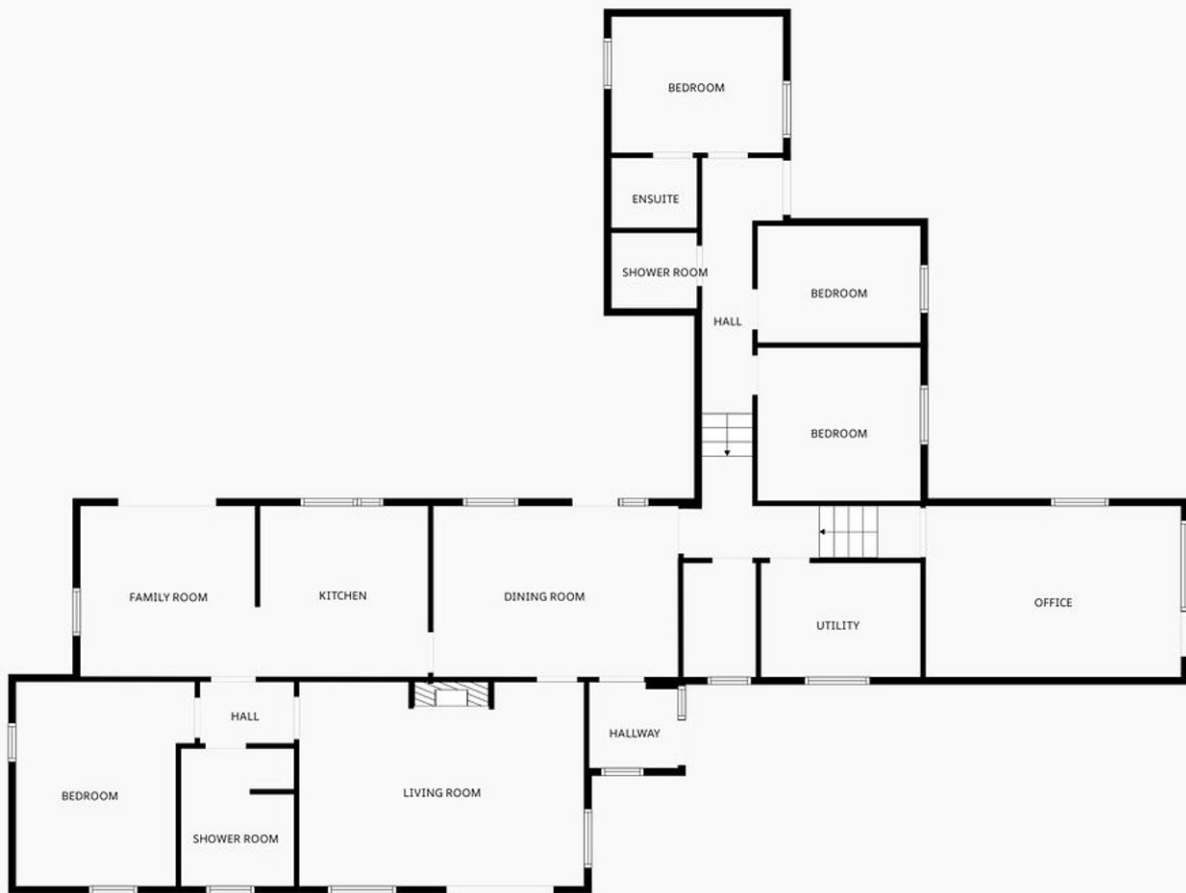 BEDROOM
ENSUITE
SHOWER ROOM
BEDROOM
HALL
BEDROOM
FAMILY ROOM
KITCHEN
DINING ROOM
UTILITY
OFFICE
HALL
HALLWAY
BEDROOM
LIVING ROOM
SHOWER ROOM